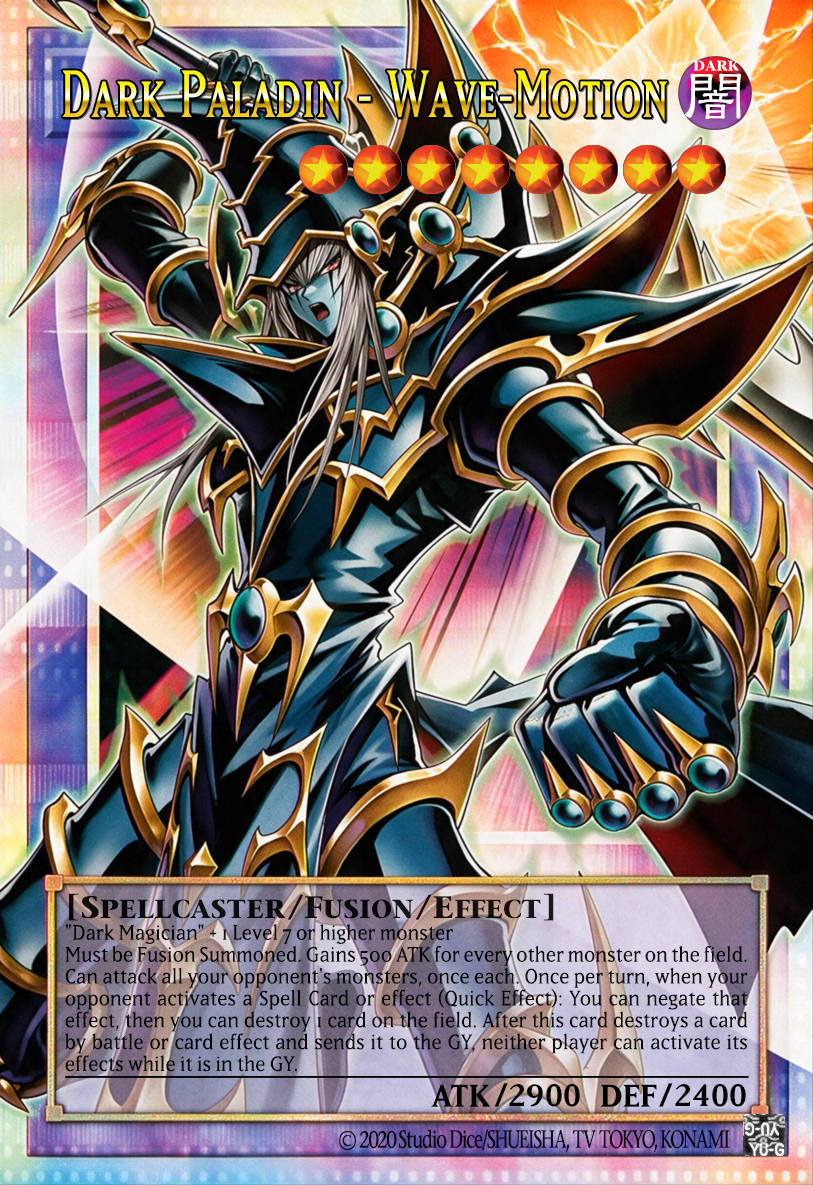 Dark Paladin - Wave-Motion
DARK
闇
[Spellcaster/Fusion/Effect]
"Dark Magician" + 1 Level 7 or higher monster
Must be Fusion Summoned. Gains 500 ATK for every other monster on the field.
Can attack all your opponent's monsters, once each. Once per turn, when your
opponent activates a Spell Card or effect (Quick Effect): You can negate that
effect, then you can destroy 1 card on the field. After this card destroys a card
by battle or card effect and sends it to the GY, neither player can activate its
effects while it is in the GY.
ATK/2900 DEF/2400
© 2020 Studio Dice/SHUEISHA, TV TOKYO, KONAMI
YU-G
YU-G